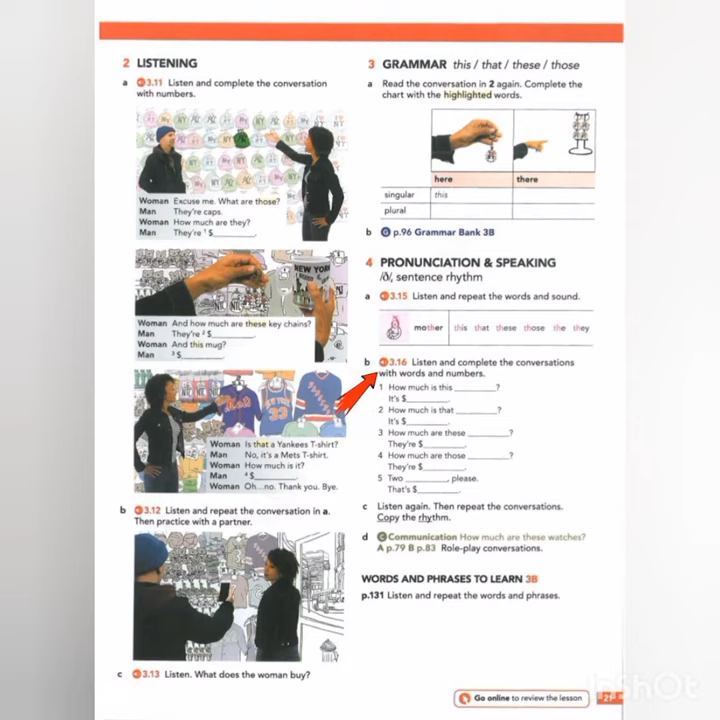 2 LISTENING
a 3.11 Listen and complete the conversation
with numbers.
Woman Excuse me. What are those?
Man They're caps.
Woman How much are they?
Man They're ¹ $________.
NEW YORK
Woman And how much are these key chains?
Man They're ² $________.
Woman And this mug?
Man ³ $________.
Mets
NEW YORK
33
Woman Is that a Yankees T-shirt?
Man No, it's a Mets T-shirt.
Woman How much is it?
Man ⁴ $________.
Woman Oh...no. Thank you. Bye.
b 3.12 Listen and repeat the conversation in a.
Then practice with a partner.
c 3.13 Listen. What does the woman buy?
3 GRAMMAR this / that / these / those
a Read the conversation in 2 again. Complete the
chart with the highlighted words.
here there
singular this
plural
b G p.96 Grammar Bank 3B
4 PRONUNCIATION & SPEAKING
/ð/, sentence rhythm
a 3.15 Listen and repeat the words and sound.
mother this that these those the they
b 3.16 Listen and complete the conversations
with words and numbers.
1 How much is this ________?
It's $________.
2 How much is that ________?
It's $________.
3 How much are these ________?
They're $________.
4 How much are those ________?
They're $________.
5 Two ________, please.
That's $________.
c Listen again. Then repeat the conversations.
Copy the rhythm.
d C Communication How much are these watches?
A p.79 B p.83 Role-play conversations.
WORDS AND PHRASES TO LEARN 3B
p.131 Listen and repeat the words and phrases.
Go online to review the lesson
21
InShOt